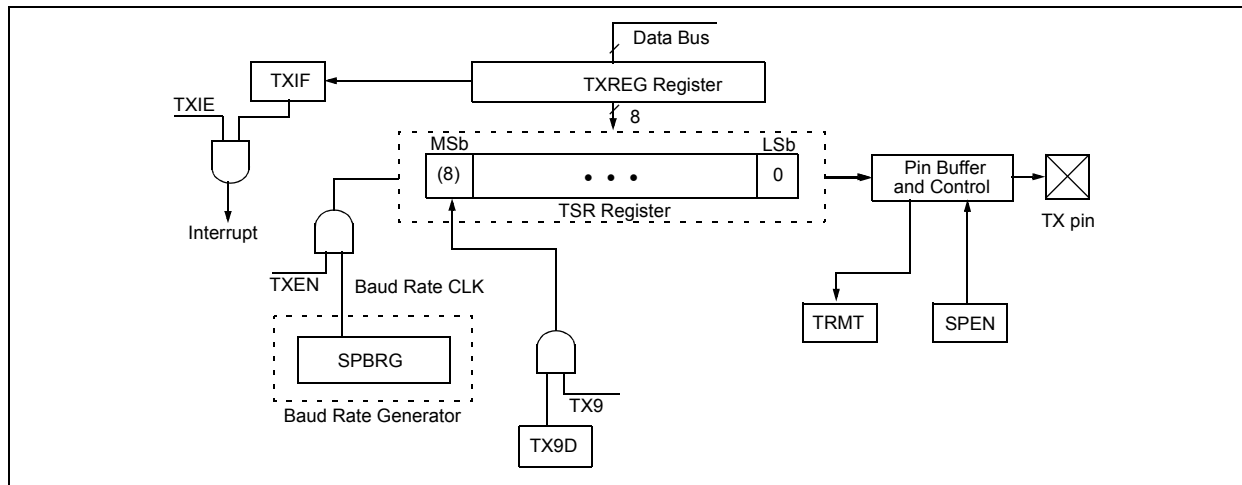 Data Bus
TXIF
TXREG Register
TXIE
8
MSb
LSb
(8)
• • •
0
Pin Buffer
and Control
TSR Register
TX pin
Interrupt
TXEN
Baud Rate CLK
TRMT
SPEN
SPBRG
TX9
Baud Rate Generator
TX9D